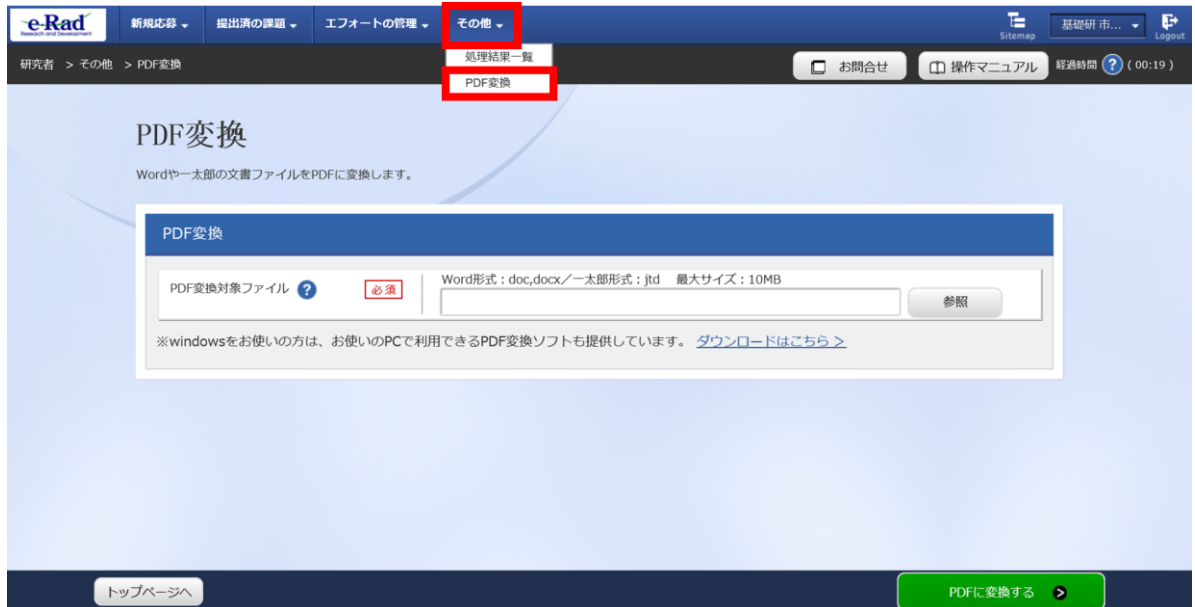 e-Rad
Research and Development
新規応募
提出済の課題
エフォートの管理
その他
Sitemap
基礎研 市...
Logout
研究者 > その他 > PDF変換
処理結果一覧
PDF変換
お問合せ
操作マニュアル
経過時間 ? ( 00:19 )
PDF変換
Wordや一太郎の文書ファイルをPDFに変換します。
PDF変換
PDF変換対象ファイル ?
必須
Word形式：doc,docx／一太郎形式：jtd 最大サイズ：10MB
参照
※windowsをお使いの方は、お使いのPCで利用できるPDF変換ソフトも提供しています。 ダウンロードはこちら >
トップページへ
PDFに変換する